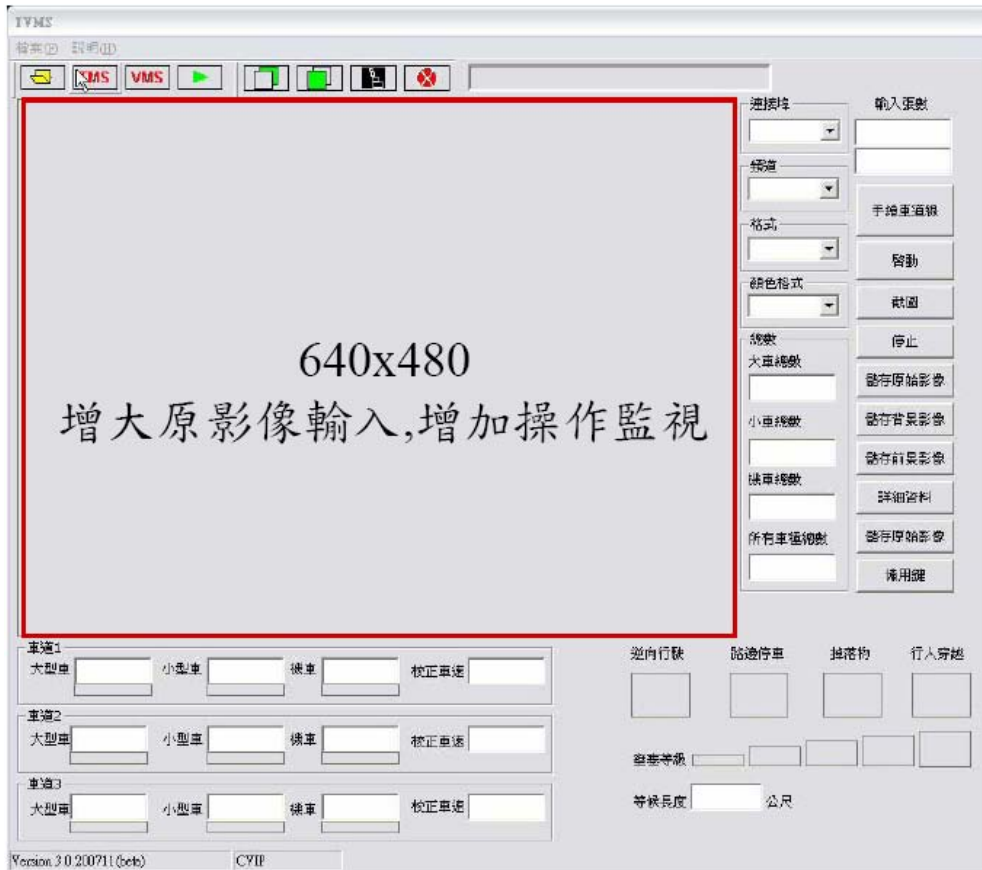 IVMS
檔案(F) 說明(H)
VMS
連接埠
輸入張數
頻道
手繪車道線
格式
啓動
顏色格式
截圖
總數
停止
大車總數
儲存原始影像
小車總數
儲存背景影像
儲存前景影像
機車總數
詳細資料
所有車種總數
儲存原始影像
備用鍵
640x480
增大原影像輸入,增加操作監視
車道1
大型車 小型車 機車 校正車速
車道2
大型車 小型車 機車 校正車速
車道3
大型車 小型車 機車 校正車速
逆向行駛 路邊停車 掉落物 行人穿越
壅塞等級
等候長度 公尺
Version 3.0.200711(beta) CVIP